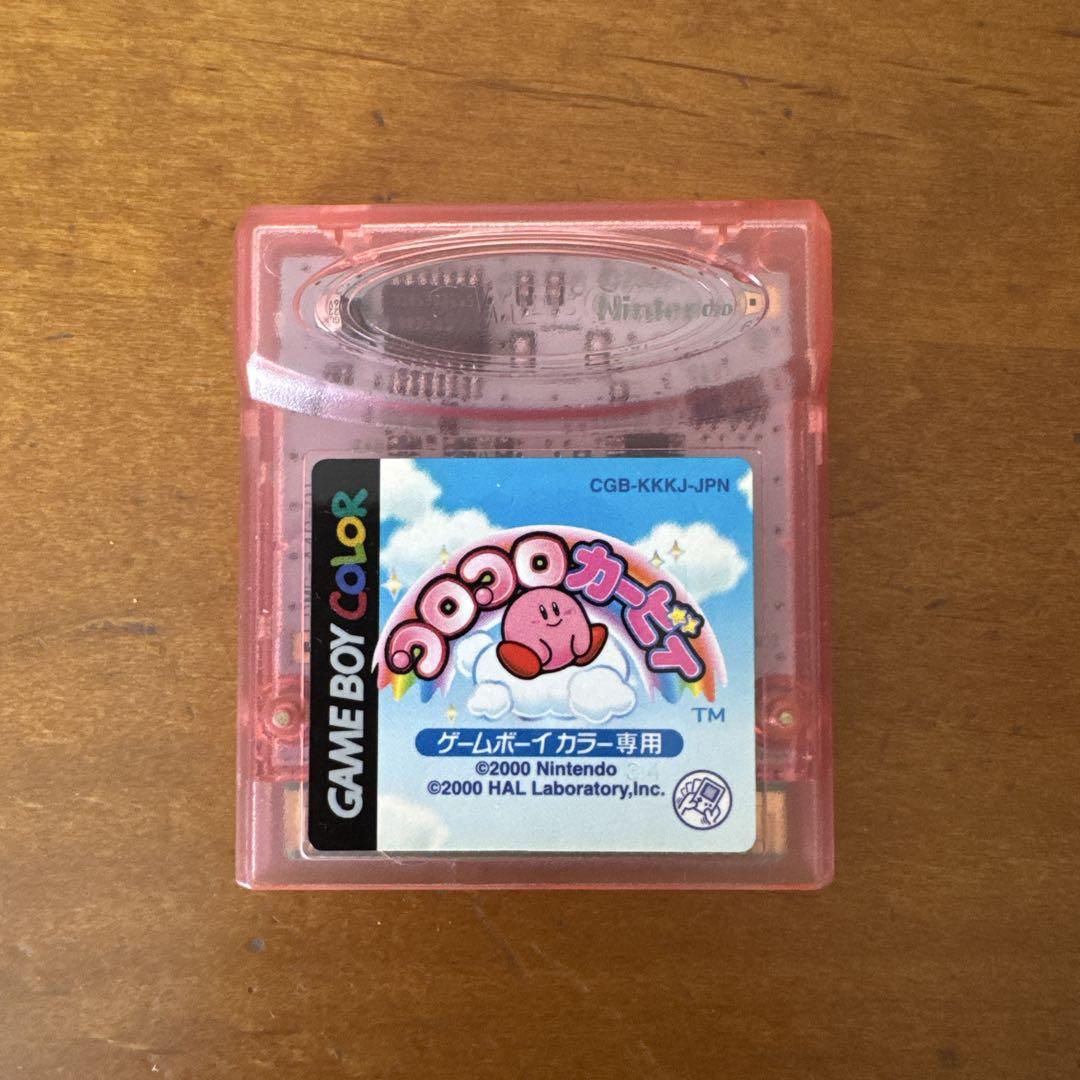 Nintendo
GAME BOY COLOR
CGB-KKKJ-JPN
コロコロカービィ
TM
ゲームボーイカラー専用
©2000 Nintendo
©2000 HAL Laboratory,Inc.